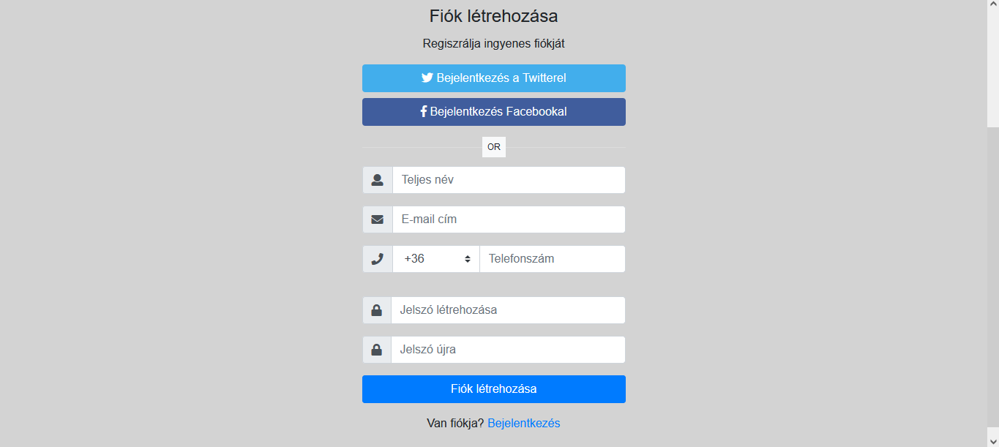 Fiók létrehozása
Regiszrálja ingyenes fiókját
Bejelentkezés a Twitterel
Bejelentkezés Facebookal
OR
Teljes név
E-mail cím
+36 Telefonszám
Jelszó létrehozása
Jelszó újra
Fiók létrehozása
Van fiókja? Bejelentkezés